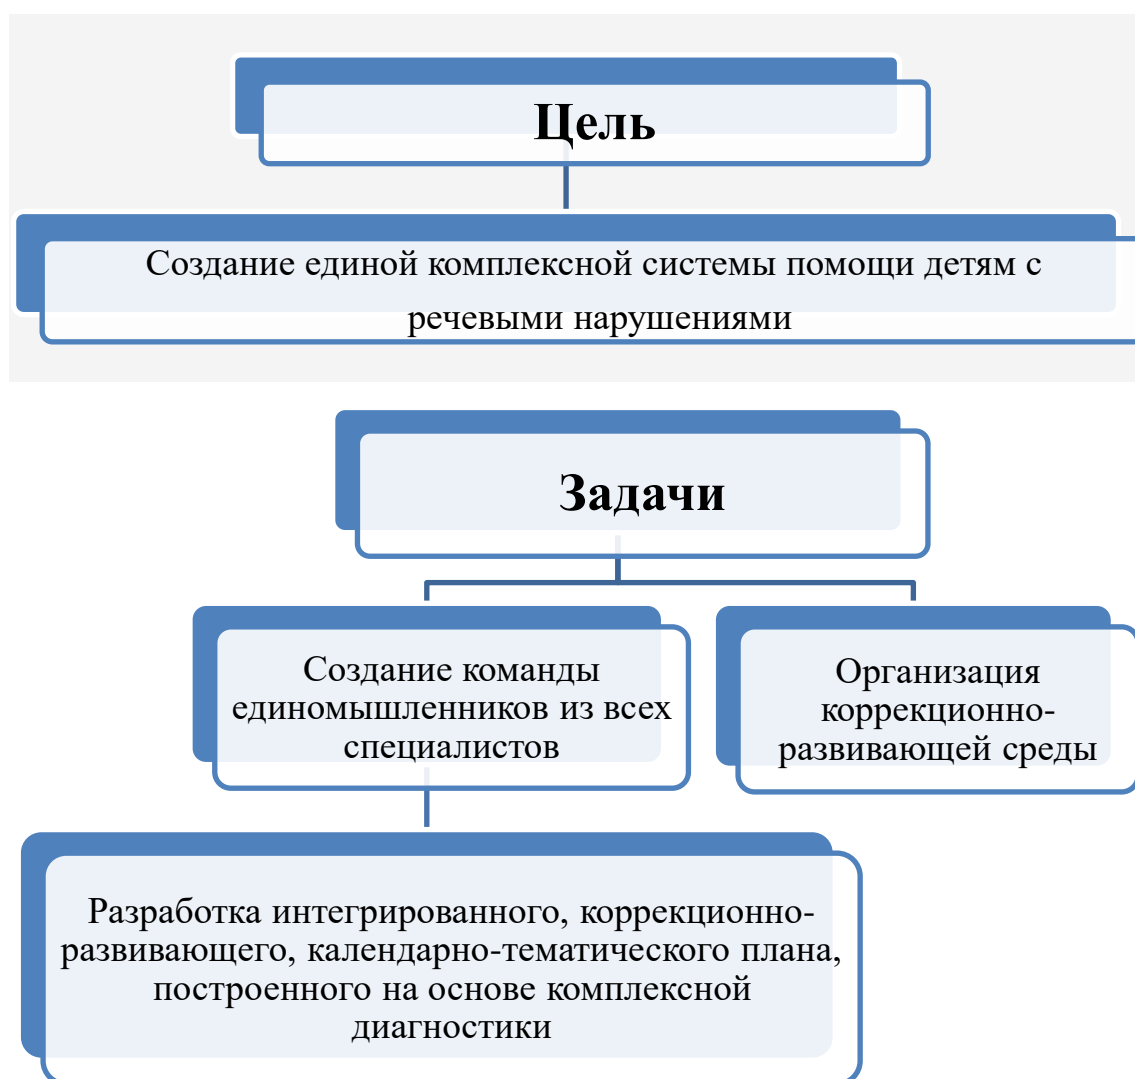 Цель
Создание единой комплексной системы помощи детям с
речевыми нарушениями
Задачи
Создание команды
единомышленников из всех
специалистов
Организация
коррекционно-
развивающей среды
Разработка интегрированного, коррекционно-
развивающего, календарно-тематического плана,
построенного на основе комплексной
диагностики